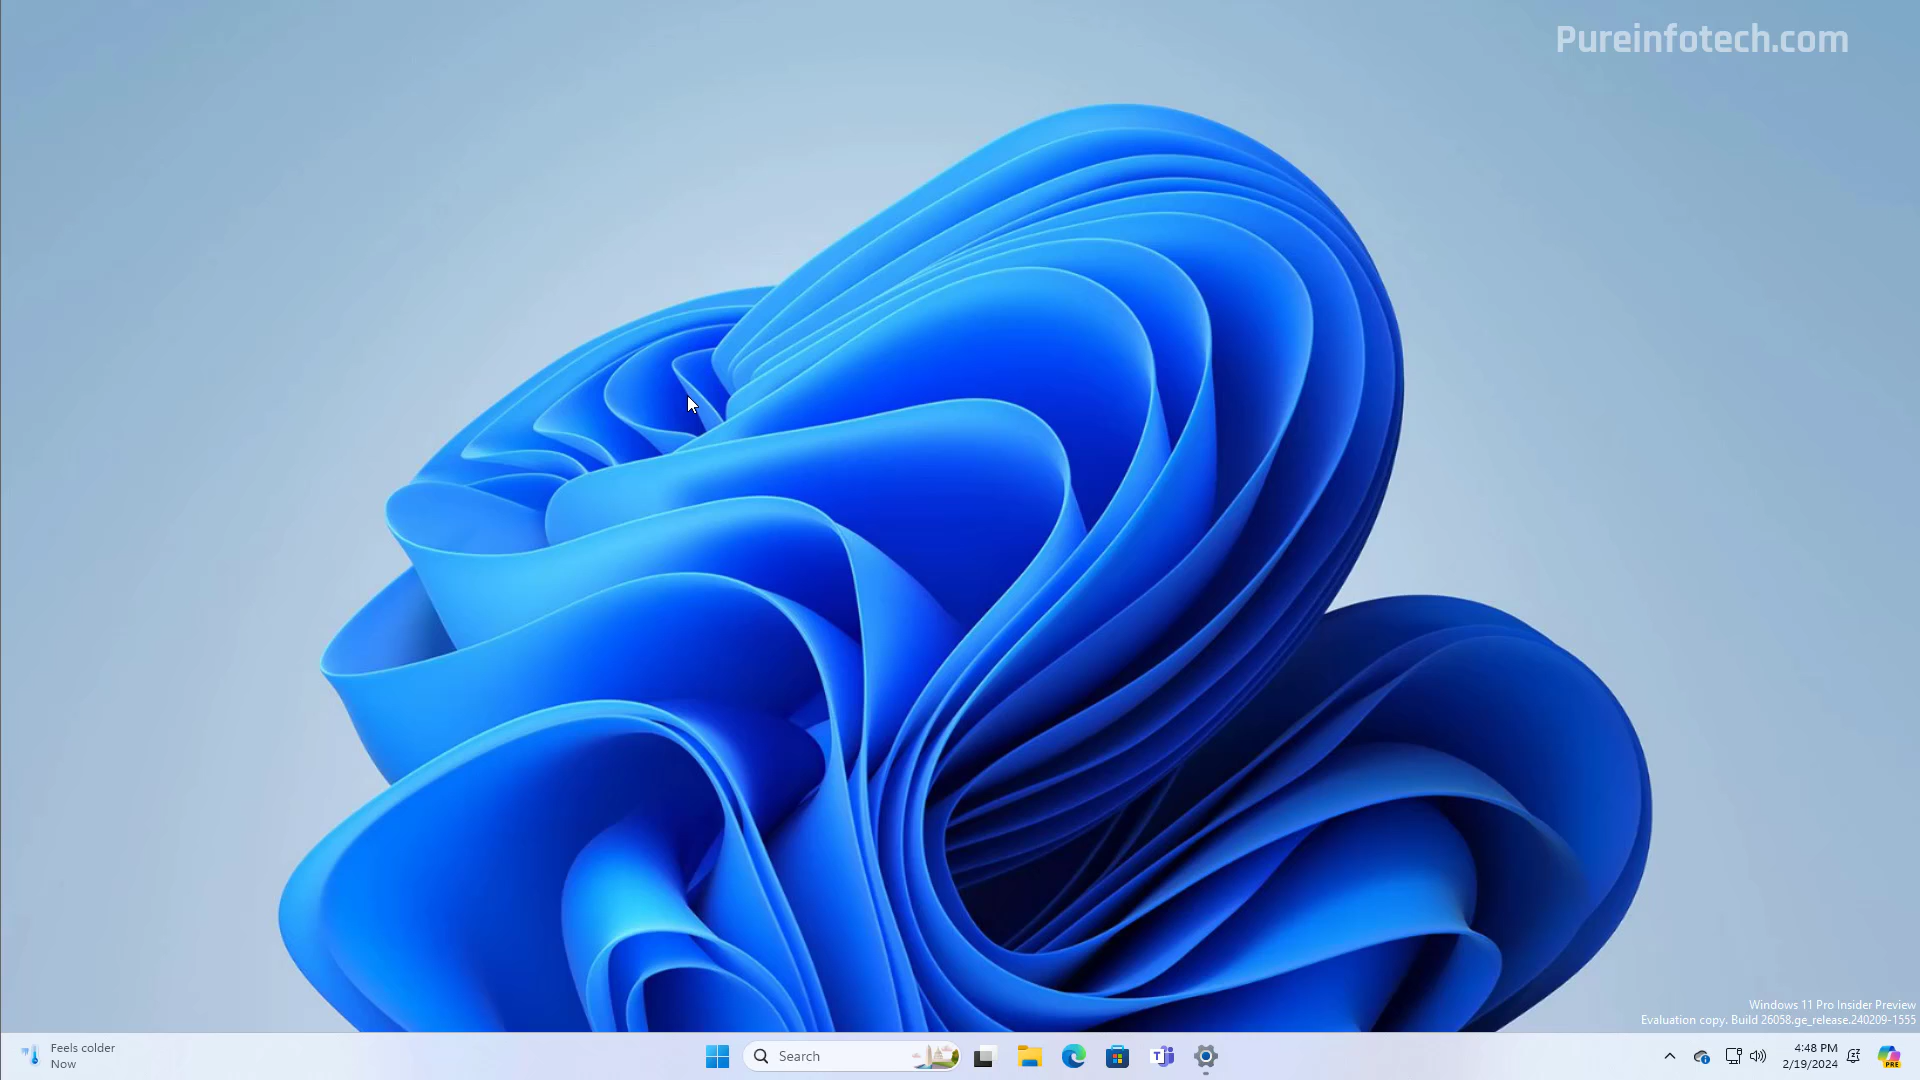 Pureinfotech.com
Windows 11 Pro Insider Preview
Evaluation copy. Build 26058.ge_release.240209-1555
Feels colder
Now
Search
T
4:48 PM
2/19/2024
PRE